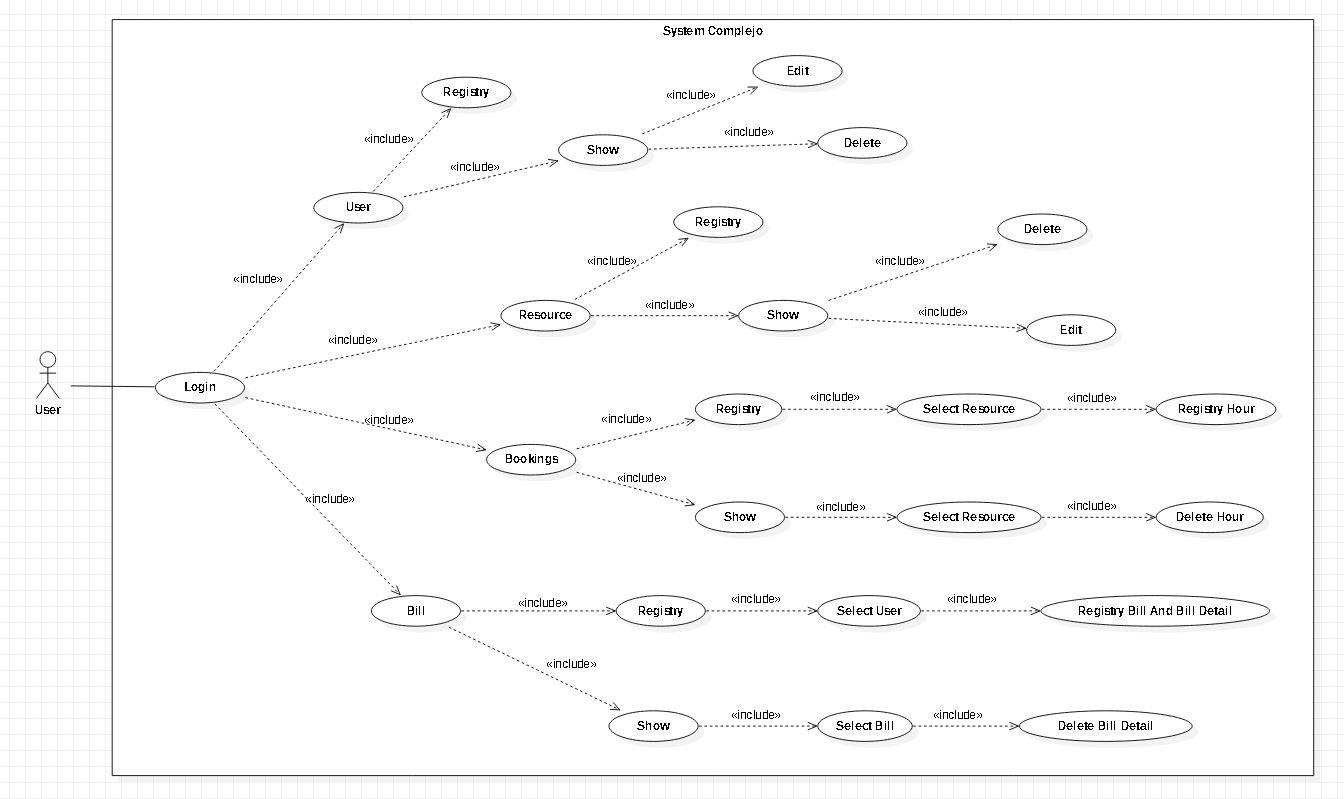 System Complejo
Edit
Registry
«include»
«include»
«include»
Delete
Show
«include»
User
Registry
Delete
«include»
«include»
«include»
«include»
Resource
Show
«include»
Edit
«include»
Login
User
«include»
Registry
«include»
Select Resource
«include»
Registry Hour
«include»
Bookings
«include»
«include»
Show
«include»
Select Resource
«include»
Delete Hour
Bill
«include»
Registry
«include»
Select User
«include»
Registry Bill And Bill Detail
«include»
Show
«include»
Select Bill
«include»
Delete Bill Detail